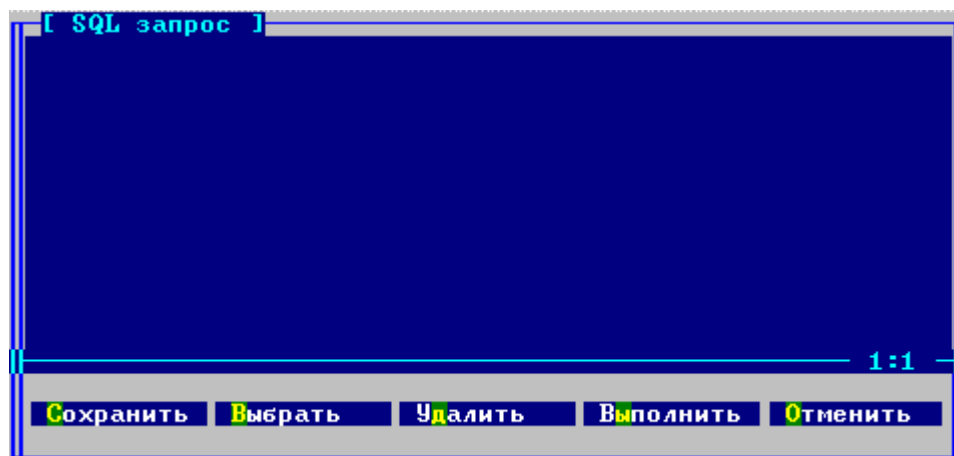 [ SQL запрос ]
1:1
Сохранить Выбрать Удалить Выполнить Отменить